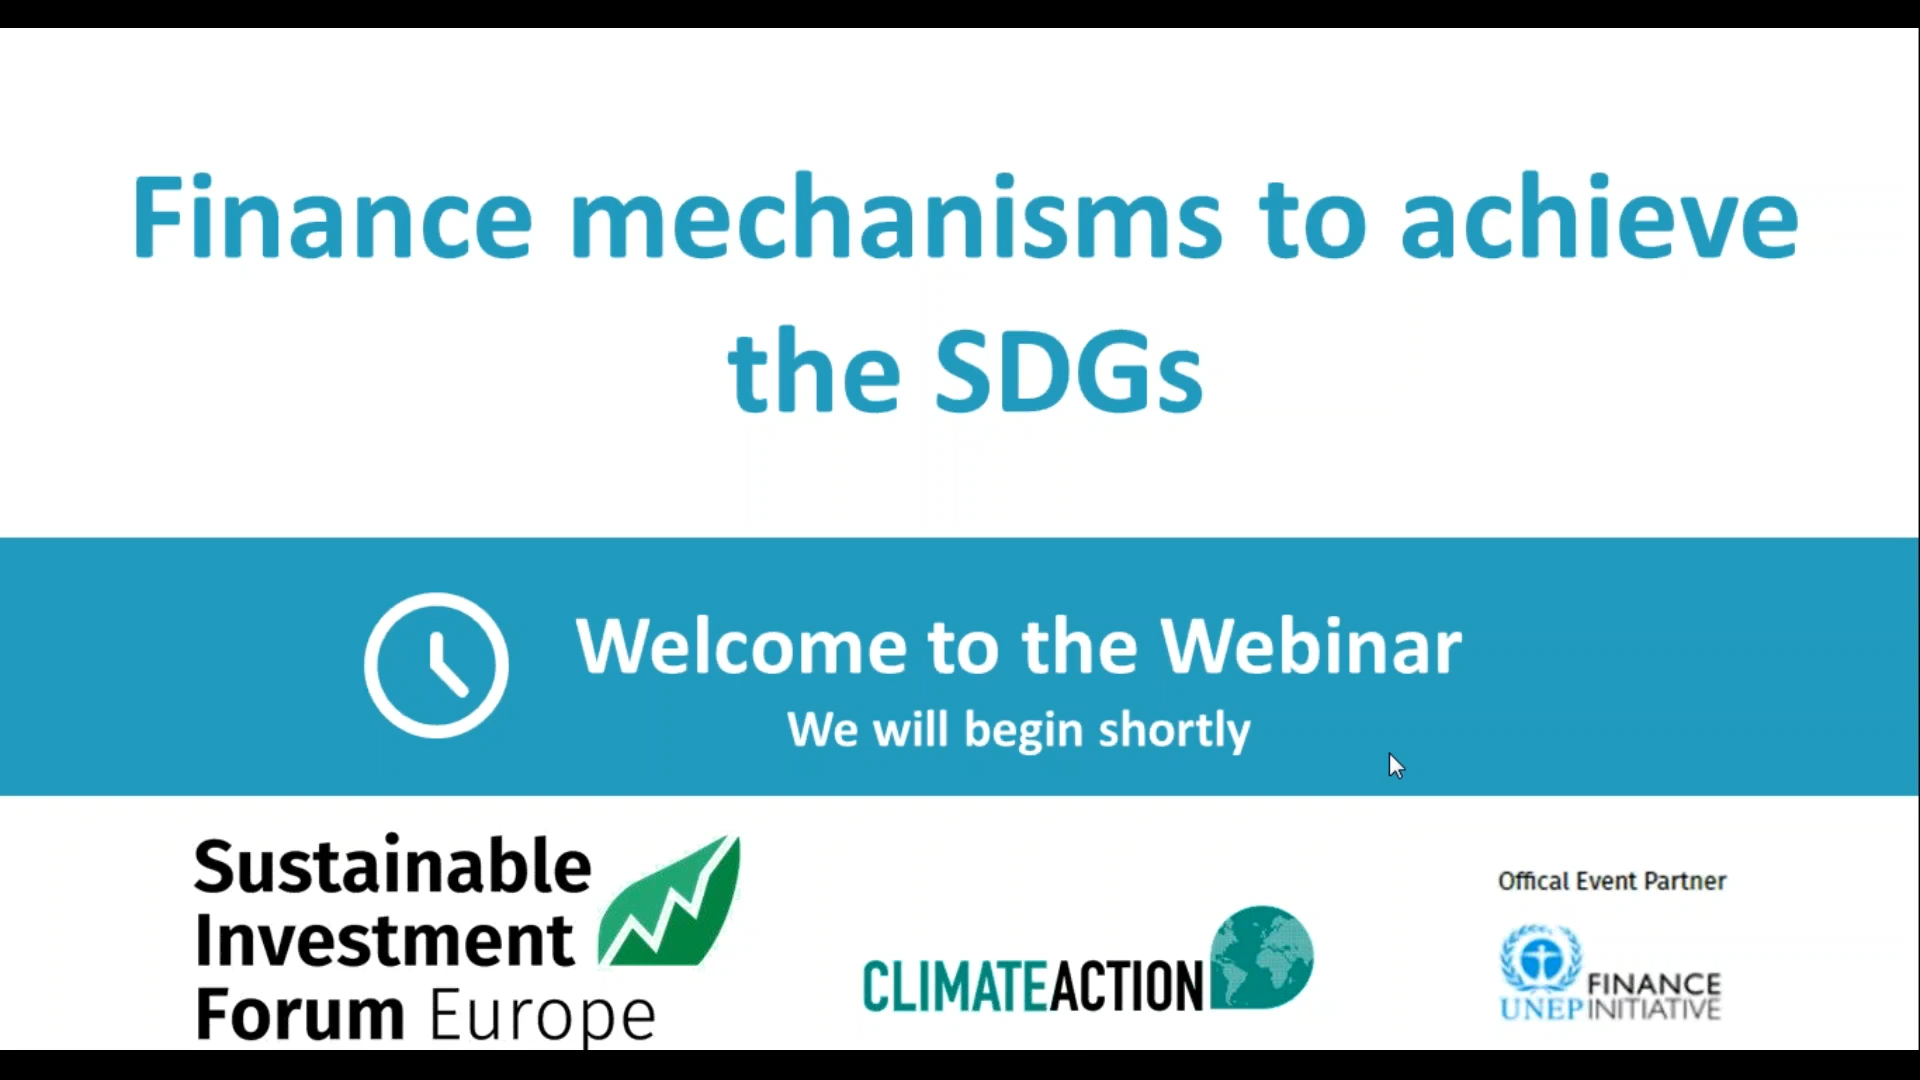 Finance mechanisms to achieve
the SDGs
Welcome to the Webinar
We will begin shortly
Sustainable
Investment
Forum Europe
CLIMATEACTION
Offical Event Partner
FINANCE
UNEP INITIATIVE